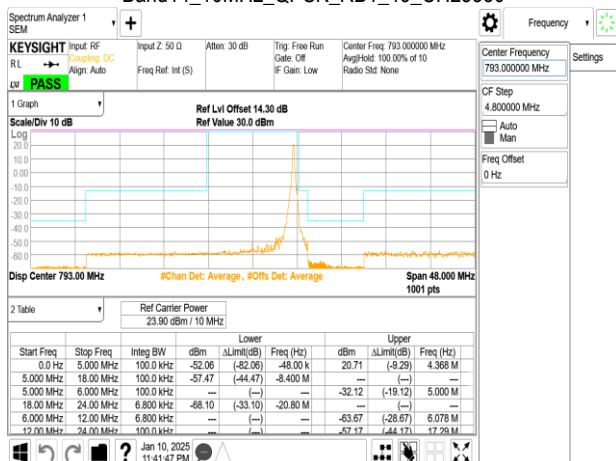 Spectrum Analyzer 1
SEM
+
Frequency
KEYSIGHT Input: RF
Coupling: DC
Align: Auto
Input Z: 50 Ω
Freq Ref: Int (S)
Atten: 30 dB
Trig: Free Run
Gate: Off
IF Gain: Low
Center Freq: 793.000000 MHz
Avg|Hold: 100.00% of 10
Radio Std: None
RL
LXI PASS
Center Frequency
793.000000 MHz
Settings
CF Step
4.800000 MHz
Auto
Man
Freq Offset
0 Hz
1 Graph
Scale/Div 10 dB
Ref Lvl Offset 14.30 dB
Ref Value 30.0 dBm
Log
20.0
10.0
0.00
-10.0
-20.0
-30.0
-40.0
-50.0
-60.0
Disp Center 793.00 MHz #Chan Det: Average , #Offs Det: Average Span 48.000 MHz
1001 pts
2 Table
Ref Carrier Power
23.90 dBm / 10 MHz
Lower Upper
Start Freq Stop Freq Integ BW dBm ΔLimit(dB) Freq (Hz) dBm ΔLimit(dB) Freq (Hz)
0.0 Hz 5.000 MHz 100.0 kHz -52.06 (-82.06) -48.00 k 20.71 (-9.29) 4.368 M
5.000 MHz 18.00 MHz 100.0 kHz -57.47 (-44.47) -8.400 M --- (---) ---
5.000 MHz 6.000 MHz 100.0 kHz --- (---) --- -32.12 (-19.12) 5.000 M
18.00 MHz 24.00 MHz 6.800 kHz -68.10 (-33.10) -20.80 M --- (---) ---
6.000 MHz 12.00 MHz 6.800 kHz --- (---) --- -63.67 (-28.67) 6.078 M
12.00 MHz 24.00 MHz 100.0 kHz --- (---) --- -57.17 (-44.17) 17.29 M
? Jan 10, 2025
11:41:47 PM